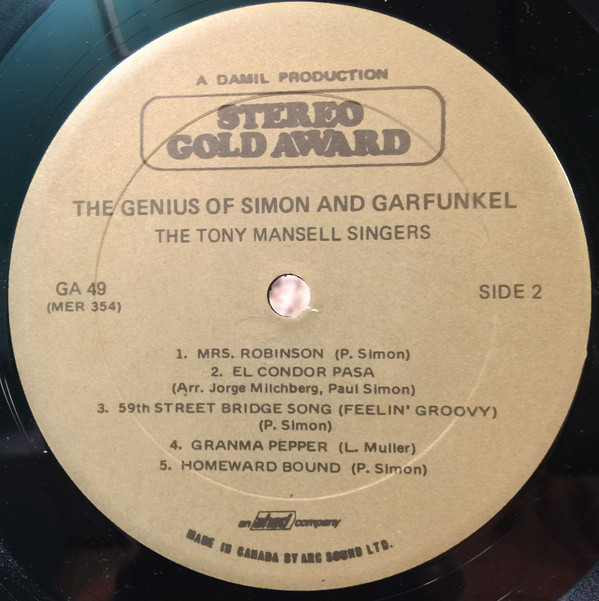 A DAMIL PRODUCTION
STEREO
GOLD AWARD
THE GENIUS OF SIMON AND GARFUNKEL
THE TONY MANSELL SINGERS
GA 49
(MER 354)
SIDE 2
1. MRS. ROBINSON (P. Simon)
2. EL CONDOR PASA
(Arr. Jorge Milchberg, Paul Simon)
3. 59th STREET BRIDGE SONG (FEELIN' GROOVY)
(P. Simon)
4. GRANMA PEPPER (L. Muller)
5. HOMEWARD BOUND (P. Simon)
an ahed company
MADE IN CANADA BY ARC SOUND LTD.